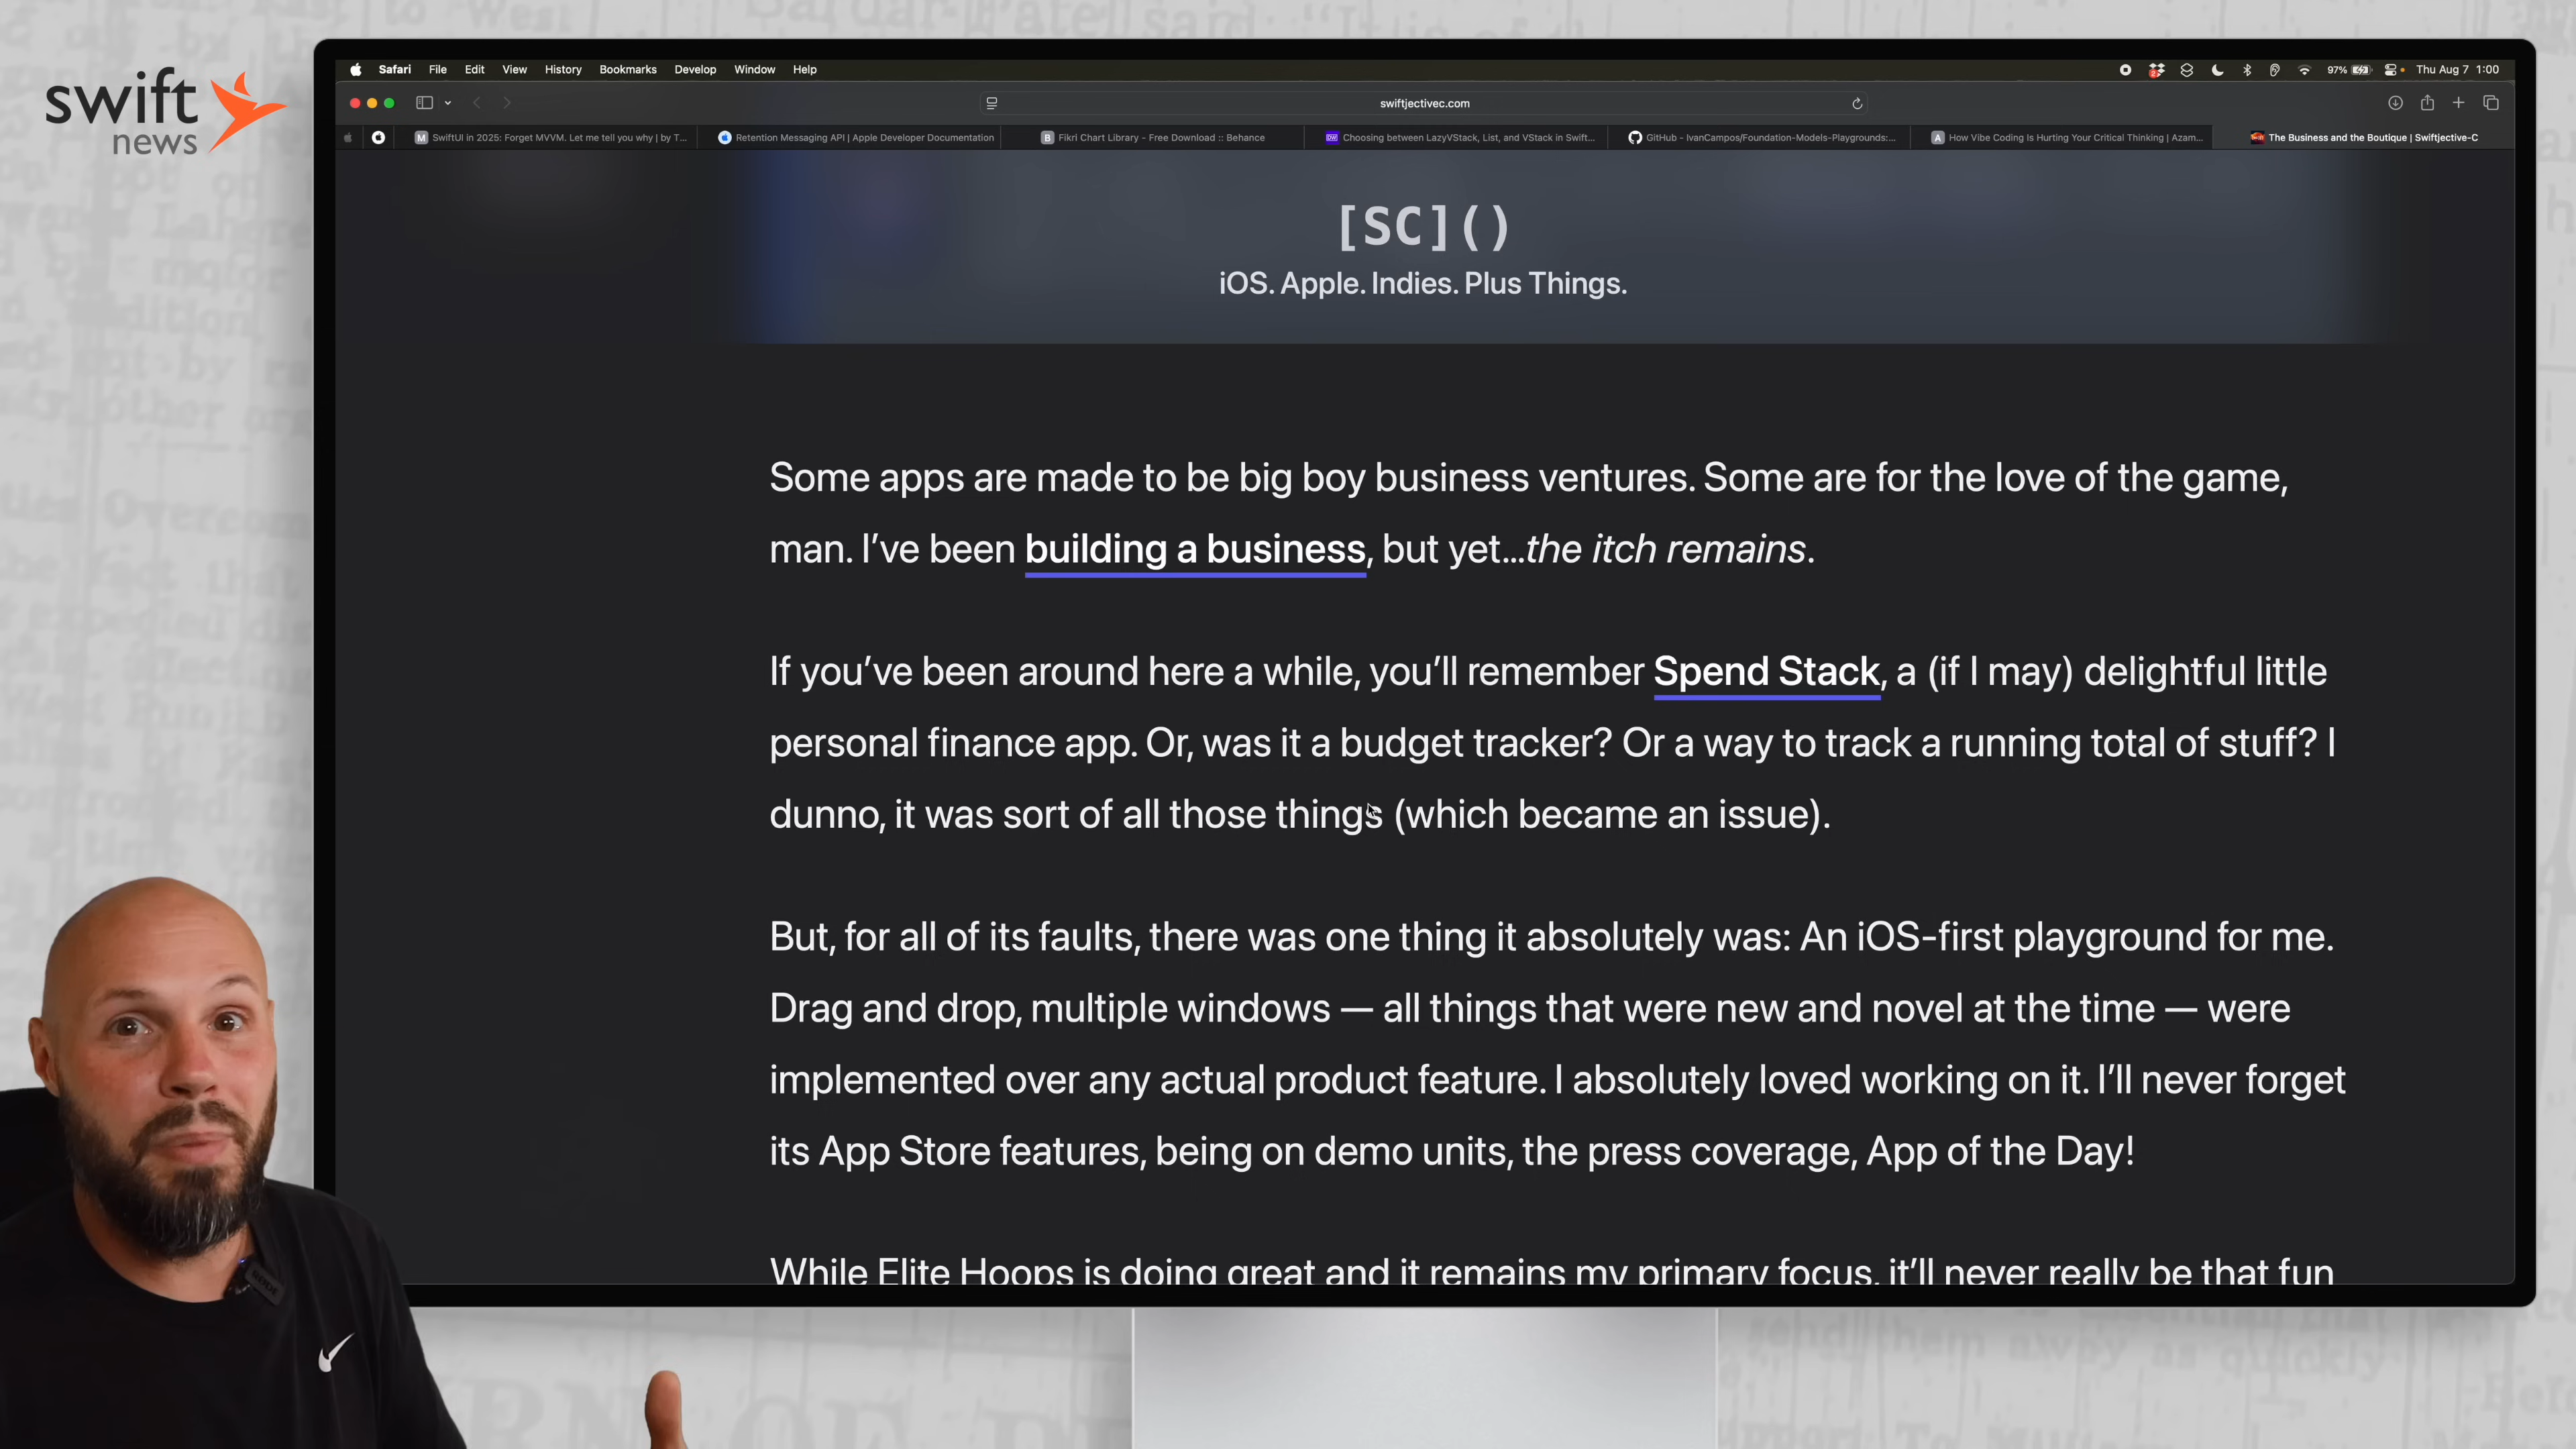 swift
news
Safari File Edit View History Bookmarks Develop Window Help
97% Thu Aug 7 1:00
swiftjectivec.com
SwiftUI in 2025: Forget MVVM. Let me tell you why | by T...
Retention Messaging API | Apple Developer Documentation
Fikri Chart Library - Free Download :: Behance
Choosing between LazyVStack, List, and VStack in Swift...
GitHub - IvanCampos/Foundation-Models-Playgrounds:...
How Vibe Coding Is Hurting Your Critical Thinking | Azam...
The Business and the Boutique | Swiftjective-C
[SC]()
iOS. Apple. Indies. Plus Things.
Some apps are made to be big boy business ventures. Some are for the love of the game,
man. I’ve been building a business, but yet…the itch remains.
If you’ve been around here a while, you’ll remember Spend Stack, a (if I may) delightful little
personal finance app. Or, was it a budget tracker? Or a way to track a running total of stuff? I
dunno, it was sort of all those things (which became an issue).
But, for all of its faults, there was one thing it absolutely was: An iOS-first playground for me.
Drag and drop, multiple windows — all things that were new and novel at the time — were
implemented over any actual product feature. I absolutely loved working on it. I’ll never forget
its App Store features, being on demo units, the press coverage, App of the Day!
While Elite Hoops is doing great and it remains my primary focus, it’ll never really be that fun